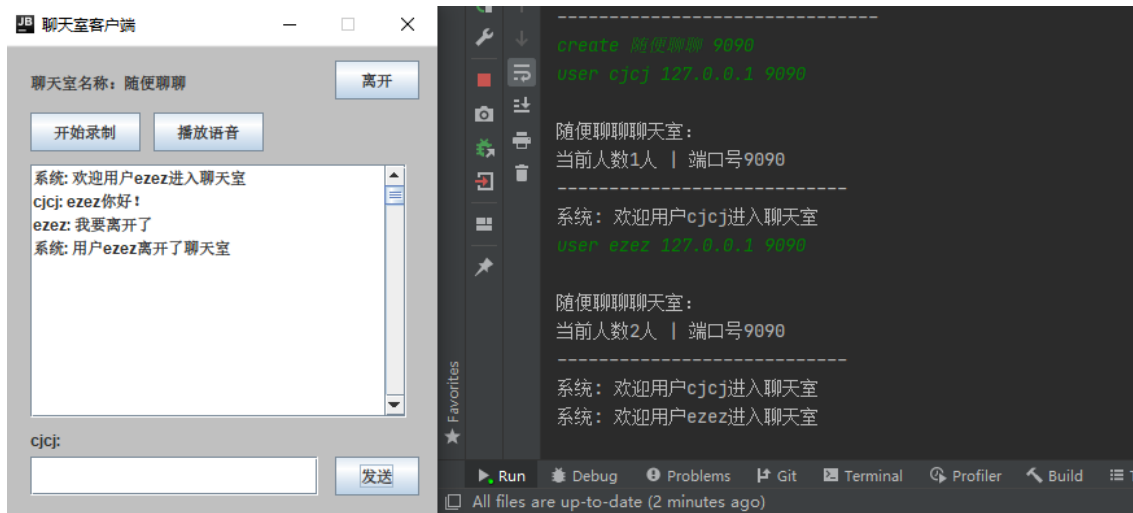 聊天室客户端
聊天室名称：随便聊聊
离开
开始录制 播放语音
系统: 欢迎用户ezez进入聊天室
cjcj: ezez你好！
ezez: 我要离开了
系统: 用户ezez离开了聊天室
cjcj:
发送
------------------------------
create 随便聊聊 9090
user cjcj 127.0.0.1 9090
随便聊聊聊天室：
当前人数1人 | 端口号9090
---------------------------
系统: 欢迎用户cjcj进入聊天室
user ezez 127.0.0.1 9090
随便聊聊聊天室：
当前人数2人 | 端口号9090
---------------------------
系统: 欢迎用户cjcj进入聊天室
系统: 欢迎用户ezez进入聊天室
Favorites
Run Debug Problems Git Terminal Profiler Build
All files are up-to-date (2 minutes ago)